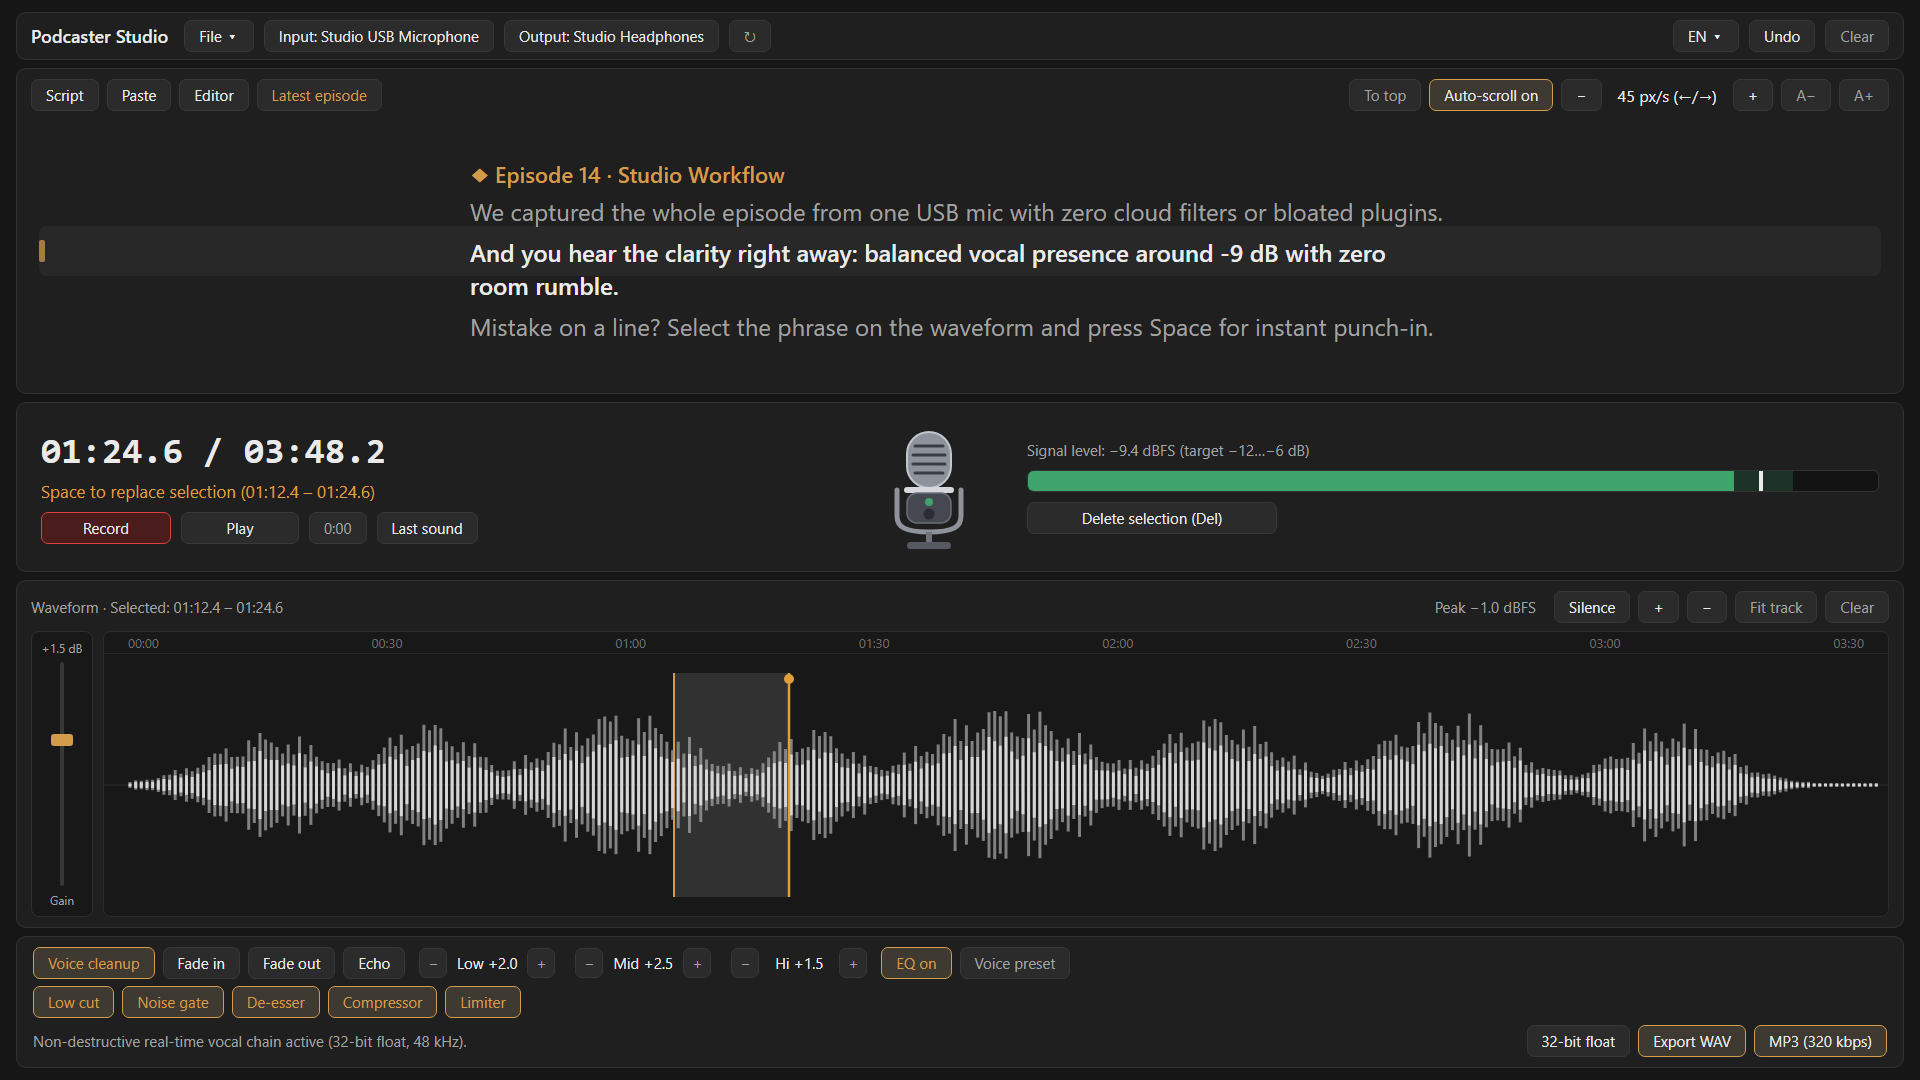 Podcaster Studio File ▾ Input: Studio USB Microphone Output: Studio Headphones ↻ EN ▾ Undo Clear
Script Paste Editor Latest episode To top Auto-scroll on − 45 px/s (←/→) + A− A+
◆ Episode 14 · Studio Workflow
We captured the whole episode from one USB mic with zero cloud filters or bloated plugins.
And you hear the clarity right away: balanced vocal presence around -9 dB with zero
room rumble.
Mistake on a line? Select the phrase on the waveform and press Space for instant punch-in.
01:24.6 / 03:48.2
Space to replace selection (01:12.4 – 01:24.6)
Record Play 0:00 Last sound
Signal level: −9.4 dBFS (target −12...−6 dB)
Delete selection (Del)
Waveform · Selected: 01:12.4 – 01:24.6 Peak −1.0 dBFS Silence + − Fit track Clear
+1.5 dB
Gain
00:00 00:30 01:00 01:30 02:00 02:30 03:00 03:30
Voice cleanup Fade in Fade out Echo − Low +2.0 + − Mid +2.5 + − Hi +1.5 + EQ on Voice preset
Low cut Noise gate De-esser Compressor Limiter
Non-destructive real-time vocal chain active (32-bit float, 48 kHz). 32-bit float Export WAV MP3 (320 kbps)